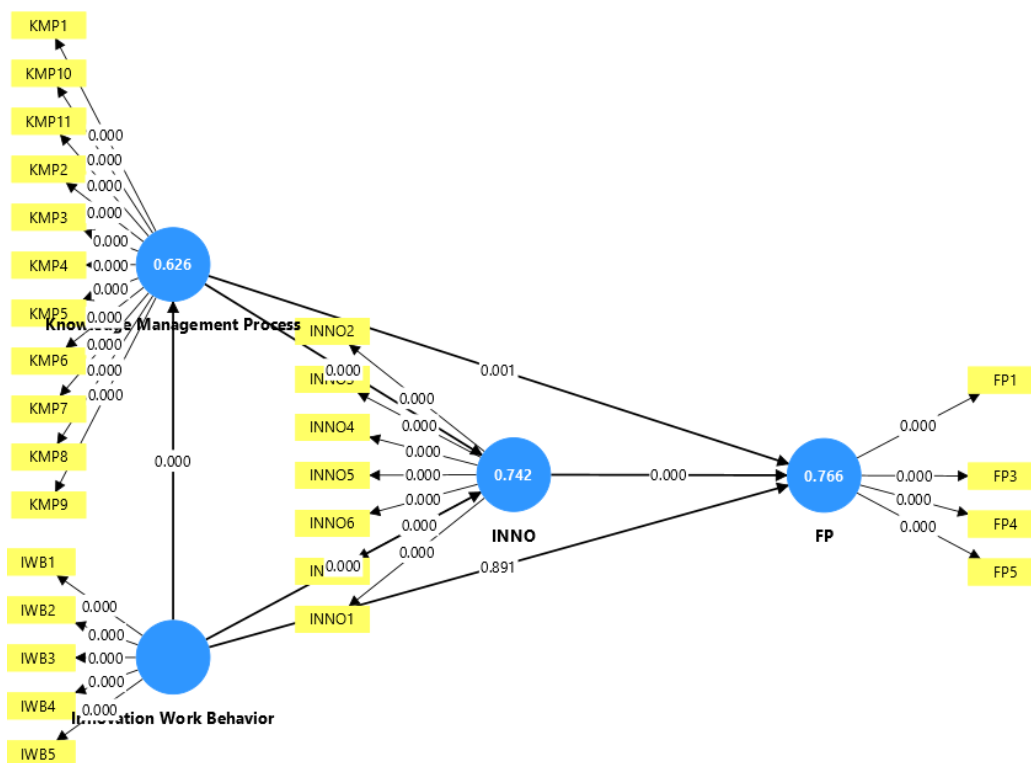 KMP1
KMP10
KMP11
0.000
KMP2
0.000
0.000
KMP3
0.000
0.000
KMP4
0.000
0.626
0.000
KMP5
0.000
Management Process
INNO2
0.000
KMP6
0.000
0.000
0.001
FP1
0.000
0.000
KMP7
0.000
0.000
INNO4
KMP8
0.000
INNO5
0.000
0.742
0.000
0.766
0.000
FP3
KMP9
0.000
0.000
INNO6
0.000
0.000
FP4
INNO
FP
IWB1
0.000
0.000
0.891
FP5
IWB2
0.000
INNO1
0.000
IWB3
0.000
0.000
IWB4
0.000
Work Behavior
IWB5